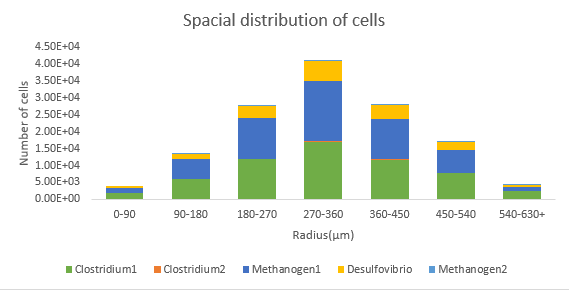 Spacial distribution of cells
Number of cells
4.50E+04
4.00E+04
3.50E+04
3.00E+04
2.50E+04
2.00E+04
1.50E+04
1.00E+04
5.00E+03
0.00E+00
0-90 90-180 180-270 270-360 360-450 450-540 540-630+
Radius(μm)
Clostridium1 Clostridium2 Methanogen1 Desulfovibrio Methanogen2